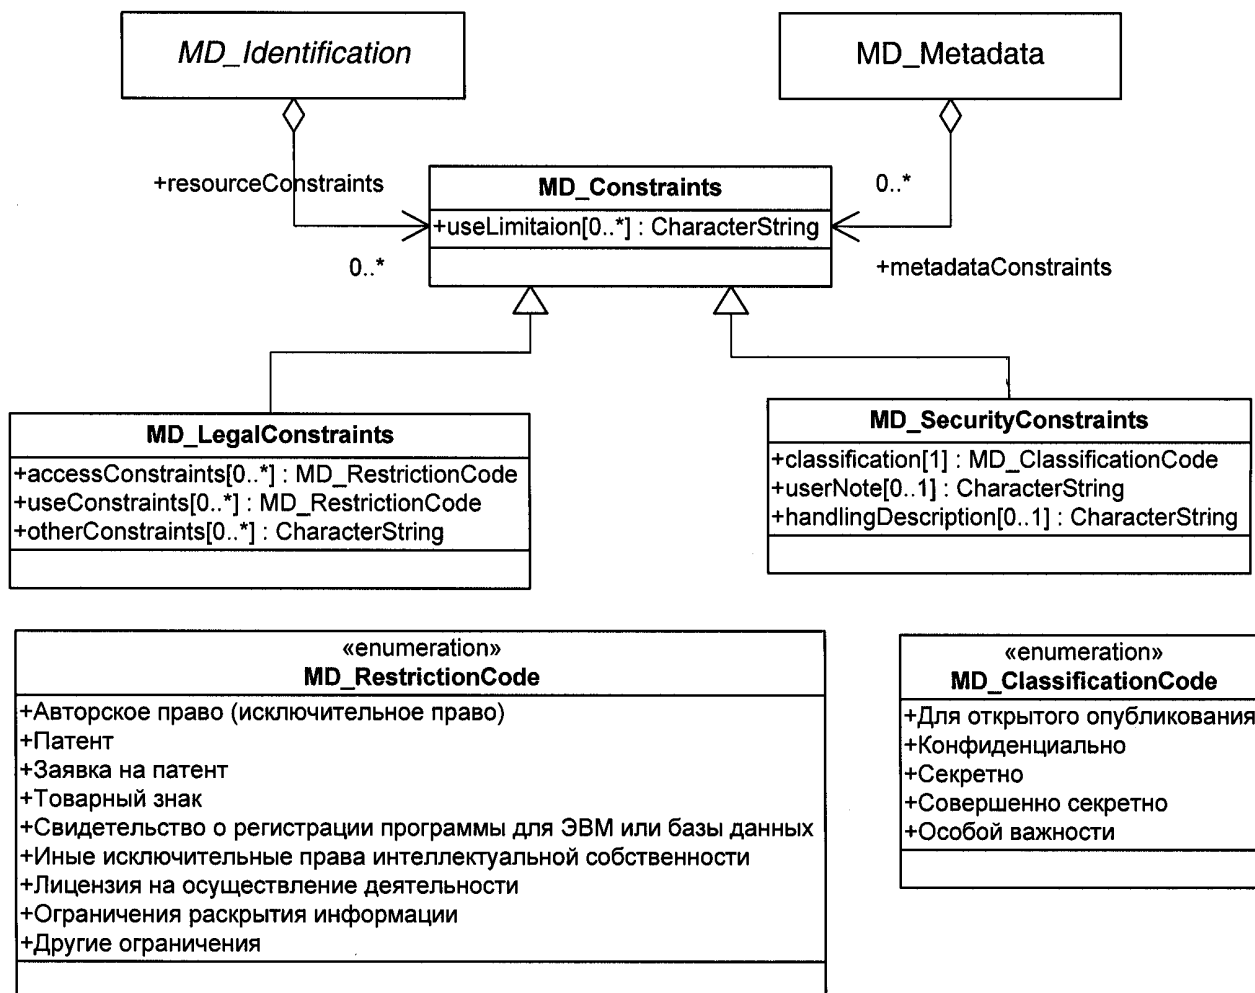 MD_Identification
MD_Metadata
+resourceConstraints
0..*
MD_Constraints
+useLimitaion[0..*] : CharacterString
0..*
+metadataConstraints
MD_LegalConstraints
+accessConstraints[0..*] : MD_RestrictionCode
+useConstraints[0..*] : MD_RestrictionCode
+otherConstraints[0..*] : CharacterString
MD_SecurityConstraints
+classification[1] : MD_ClassificationCode
+userNote[0..1] : CharacterString
+handlingDescription[0..1] : CharacterString
«enumeration»
MD_RestrictionCode
+Авторское право (исключительное право)
+Патент
+Заявка на патент
+Товарный знак
+Свидетельство о регистрации программы для ЭВМ или базы данных
+Иные исключительные права интеллектуальной собственности
+Лицензия на осуществление деятельности
+Ограничения раскрытия информации
+Другие ограничения
«enumeration»
MD_ClassificationCode
+Для открытого опубликования
+Конфиденциально
+Секретно
+Совершенно секретно
+Особой важности